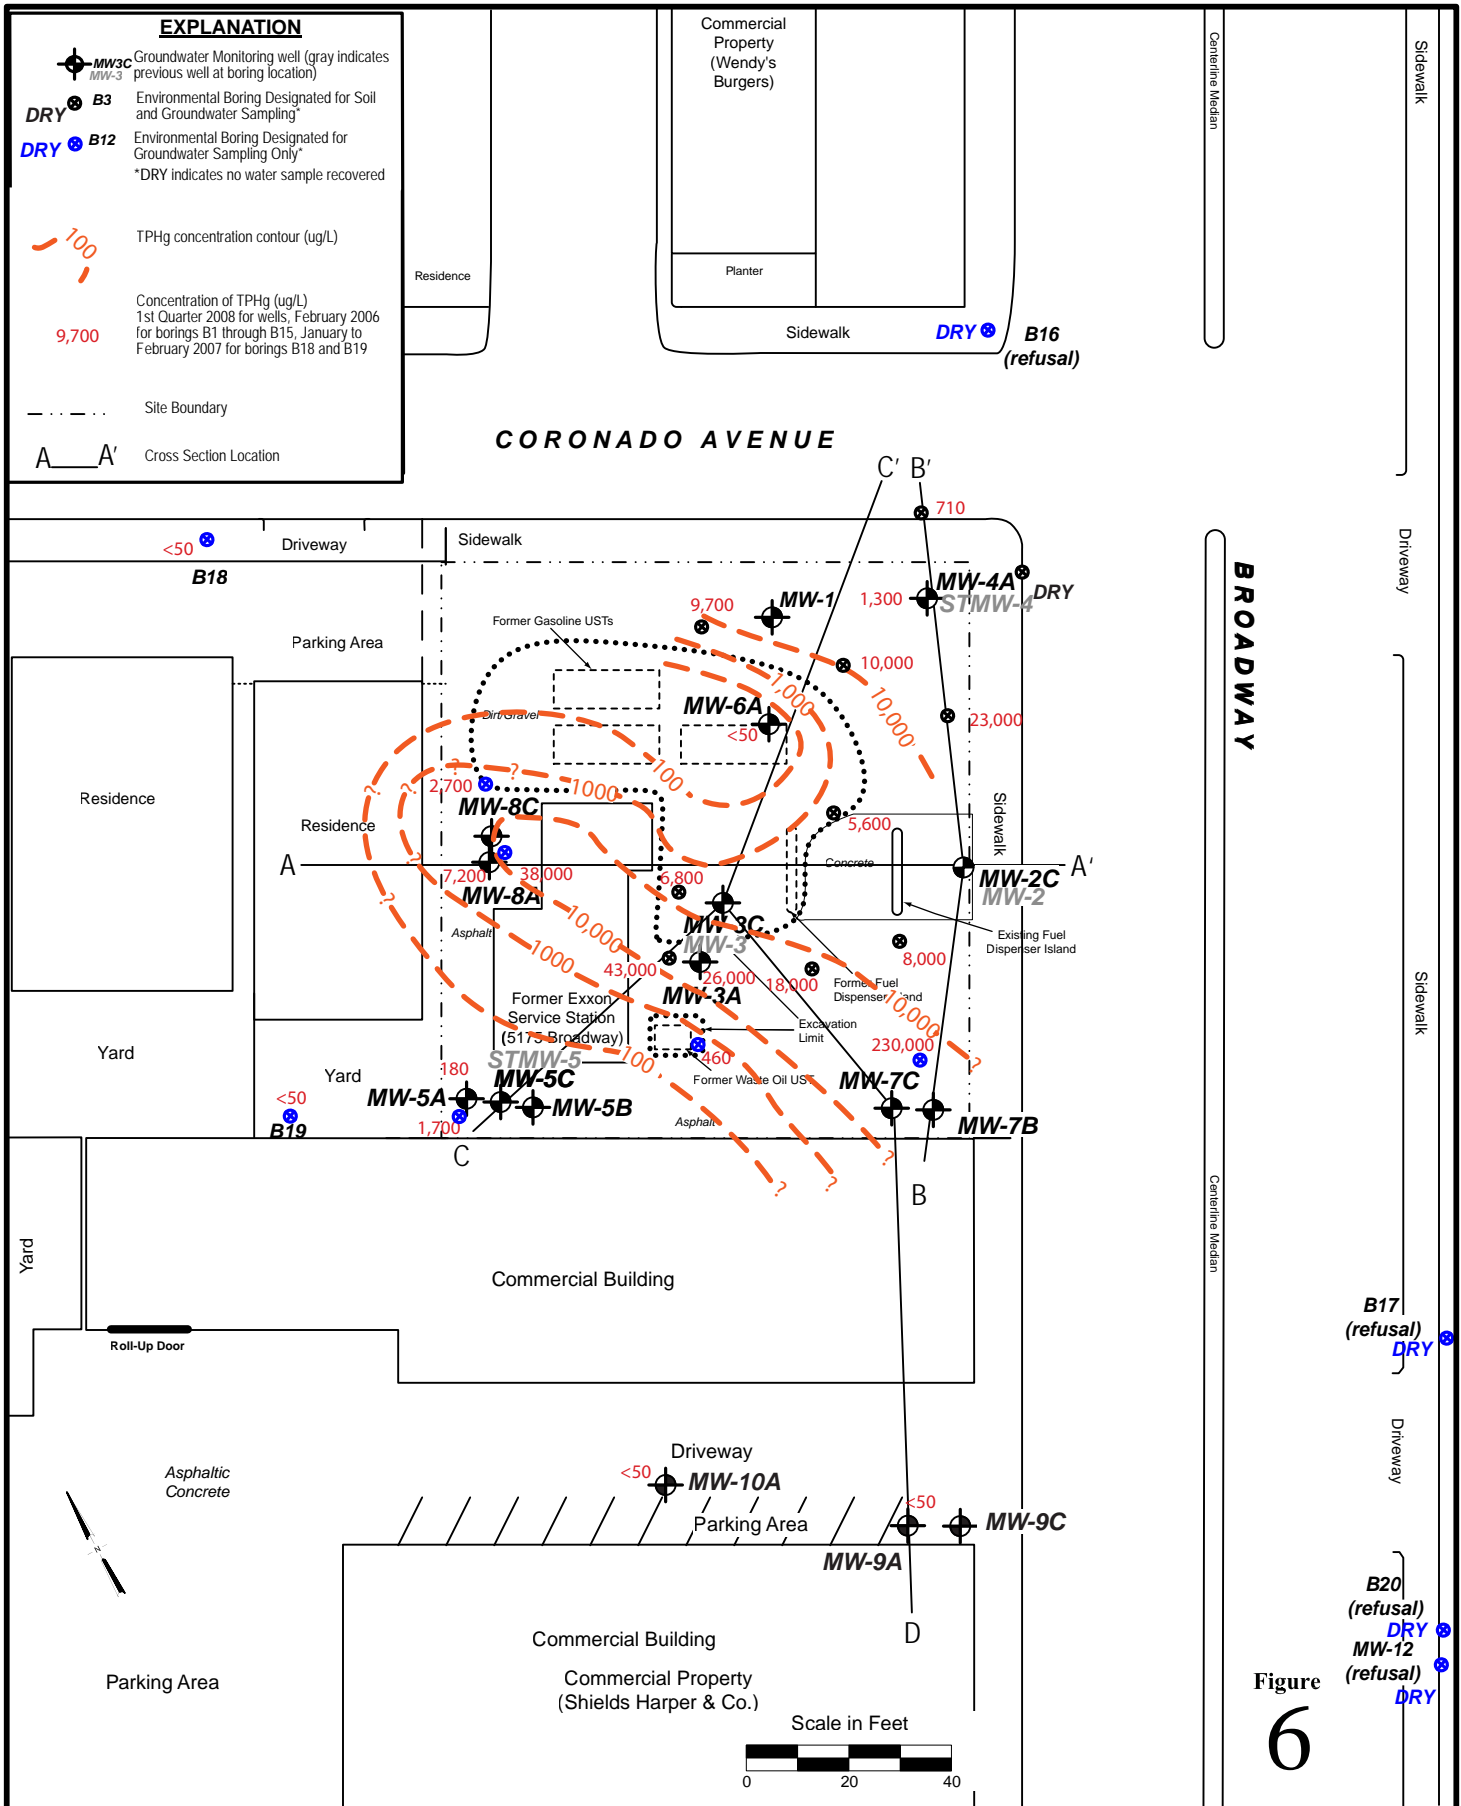 EXPLANATION
MW3C
MW-3
Groundwater Monitoring well (gray indicates
previous well at boring location)
DRY B3
Environmental Boring Designated for Soil
and Groundwater Sampling*
DRY B12
Environmental Boring Designated for
Groundwater Sampling Only*
*DRY indicates no water sample recovered
100
TPHg concentration contour (ug/L)
9,700
Concentration of TPHg (ug/L)
1st Quarter 2008 for wells, February 2006
for borings B1 through B15, January to
February 2007 for borings B18 and B19
Site Boundary
A A'
Cross Section Location
Commercial
Property
(Wendy's
Burgers)
Residence
Planter
Sidewalk
DRY
B16
(refusal)
Centerline Median
Sidewalk
CORONADO AVENUE
C' B'
710
<50
B18
Driveway
Sidewalk
Driveway
BROADWAY
MW-4A
STMW-4
DRY
1,300
MW-1
9,700
Former Gasoline USTs
Parking Area
10,000
1,000
10,000
MW-6A
<50
23,000
Dirt/Gravel
100
?
?
?
?
2,700
1000
MW-8C
Residence
Residence
5,600
Sidewalk
Concrete
A
A'
?
7,200
38,000
MW-8A
6,800
MW-2C
MW-2
?
10,000
MW-3C
MW-3
Asphalt
1000
Existing Fuel
Dispenser Island
8,000
43,000
26,000
18,000
MW-3A
Former Fuel
Dispenser Island
10,000
Sidewalk
Former Exxon
Service Station
(5175 Broadway)
Excavation
Limit
Yard
Yard
STMW-5
100
460
230,000
?
Former Waste Oil UST
180
MW-5C
MW-5A
MW-5B
MW-7C
<50
B19
1,700
Asphalt
MW-7B
C
?
?
?
B
Centerline Median
Yard
Commercial Building
B17
(refusal)
DRY
Roll-Up Door
Driveway
Driveway
Asphaltic
Concrete
<50
MW-10A
<50
Parking Area
MW-9C
MW-9A
N
B20
(refusal)
DRY
MW-12
(refusal)
DRY
D
Commercial Building
Commercial Property
(Shields Harper & Co.)
Parking Area
Scale in Feet
0 20 40
Figure
6